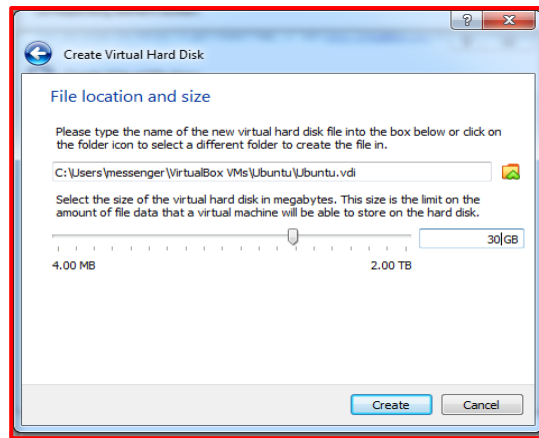 Create Virtual Hard Disk
File location and size
Please type the name of the new virtual hard disk file into the box below or click on
the folder icon to select a different folder to create the file in.
C:\Users\messenger\VirtualBox VMs\Ubuntu\Ubuntu.vdi
Select the size of the virtual hard disk in megabytes. This size is the limit on the
amount of file data that a virtual machine will be able to store on the hard disk.
30 GB
4.00 MB 2.00 TB
Create Cancel